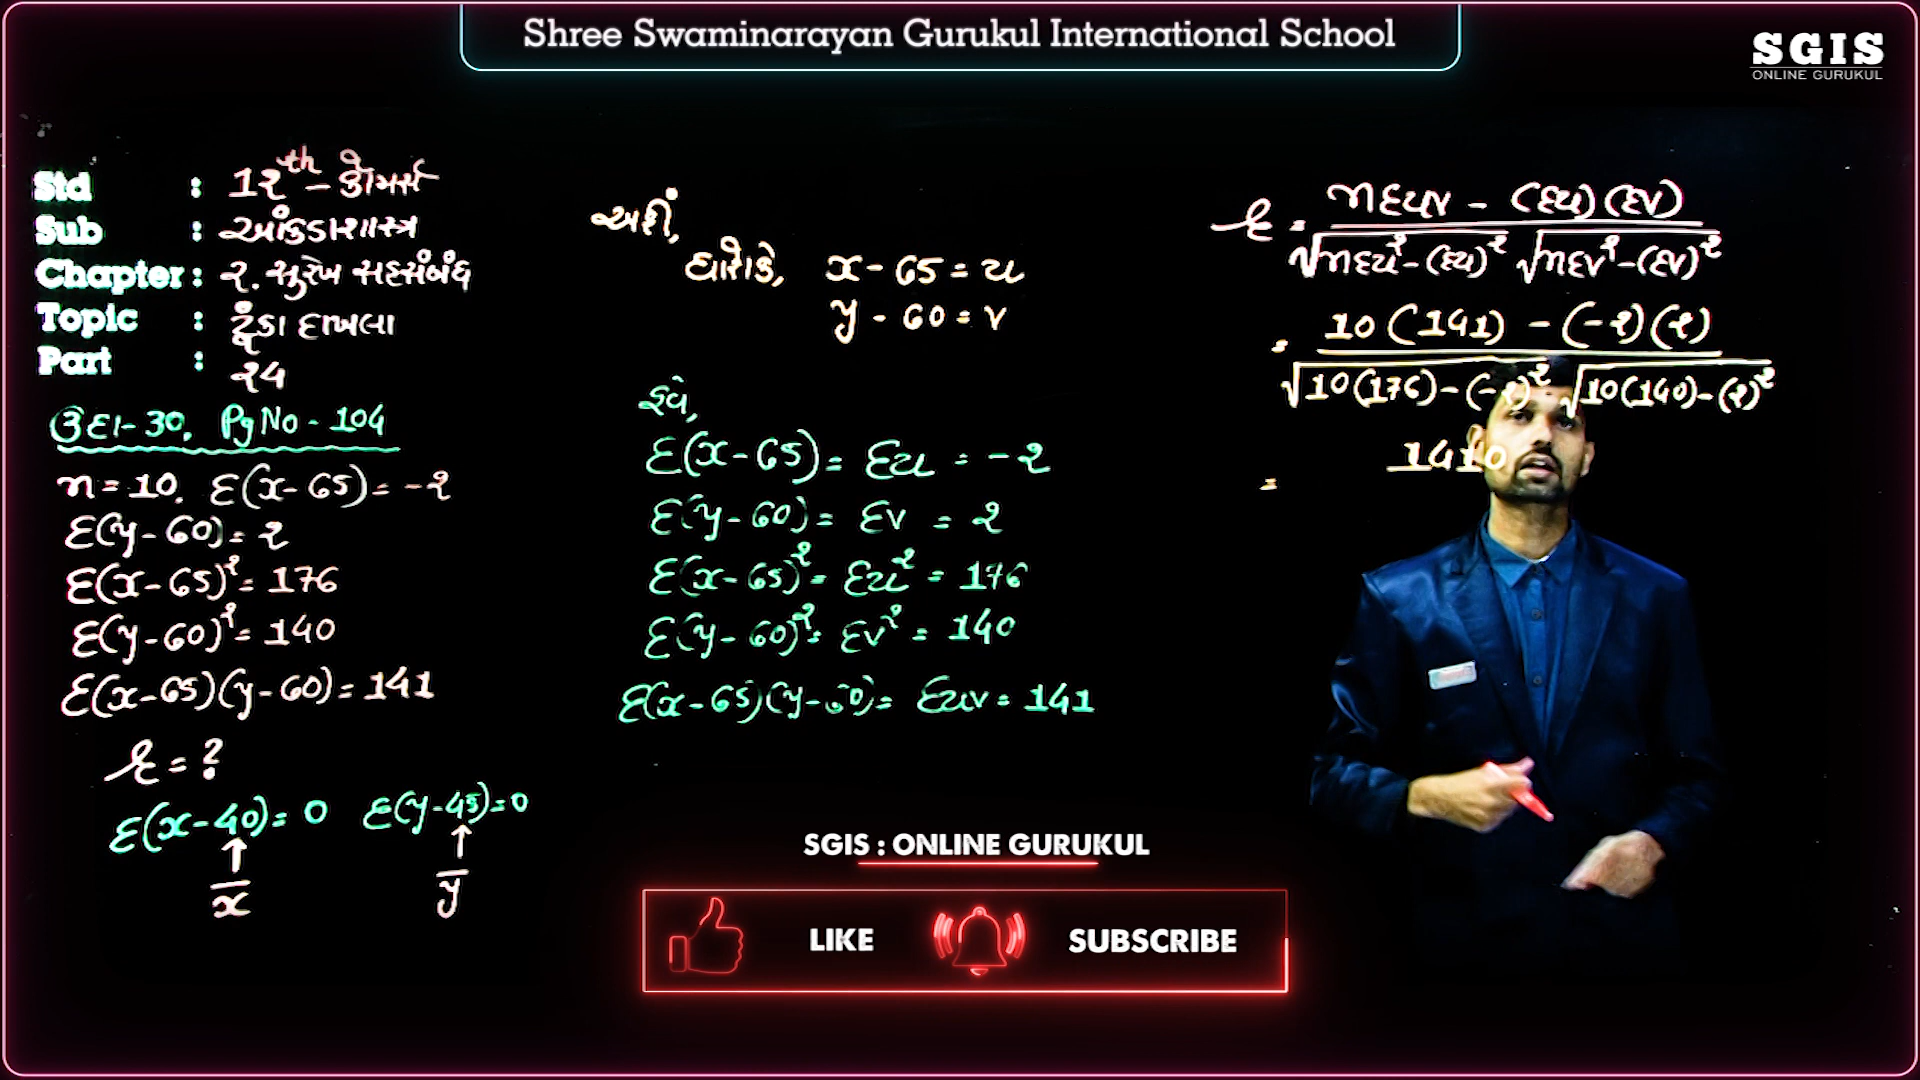 Shree Swaminarayan Gurukul International School
SGIS
ONLINE GURUKUL
Std : 1૨th - કોમર્સ
Sub : આંકડાશાસ્ત્ર
Chapter : ૨. સુરેખ સહસંબંધ
Topic : ટૂંકા દાખલા
Part : ૨4
ઉદા-30. Pg No - 104
n = 10. Σ(x-65) = -૨
Σ(y-60) = ૨
Σ(x-65)² = 176
Σ(y-60)² = 140
Σ(x-65)(y-60) = 141
r = ?
Σ(x-40) = 0 Σ(y-45) = 0
↑ ↑
x̄ ȳ
અહીં,
ધારોકે, x - 65 = u
y - 60 = v
હવે,
Σ(x-65) = Σu = -૨
Σ(y-60) = Σv = ૨
Σ(x-65)² = Σu² = 176
Σ(y-60)² = Σv² = 140
Σ(x-65)(y-60) = Σuv = 141
r = nΣuv - (Σu)(Σv)
√nΣu² - (Σu)² √nΣv² - (Σv)²
= 10(141) - (-૨)(૨)
√10(176) - (-૨)² √10(140) - (૨)²
= 1410
SGIS : ONLINE GURUKUL
LIKE SUBSCRIBE